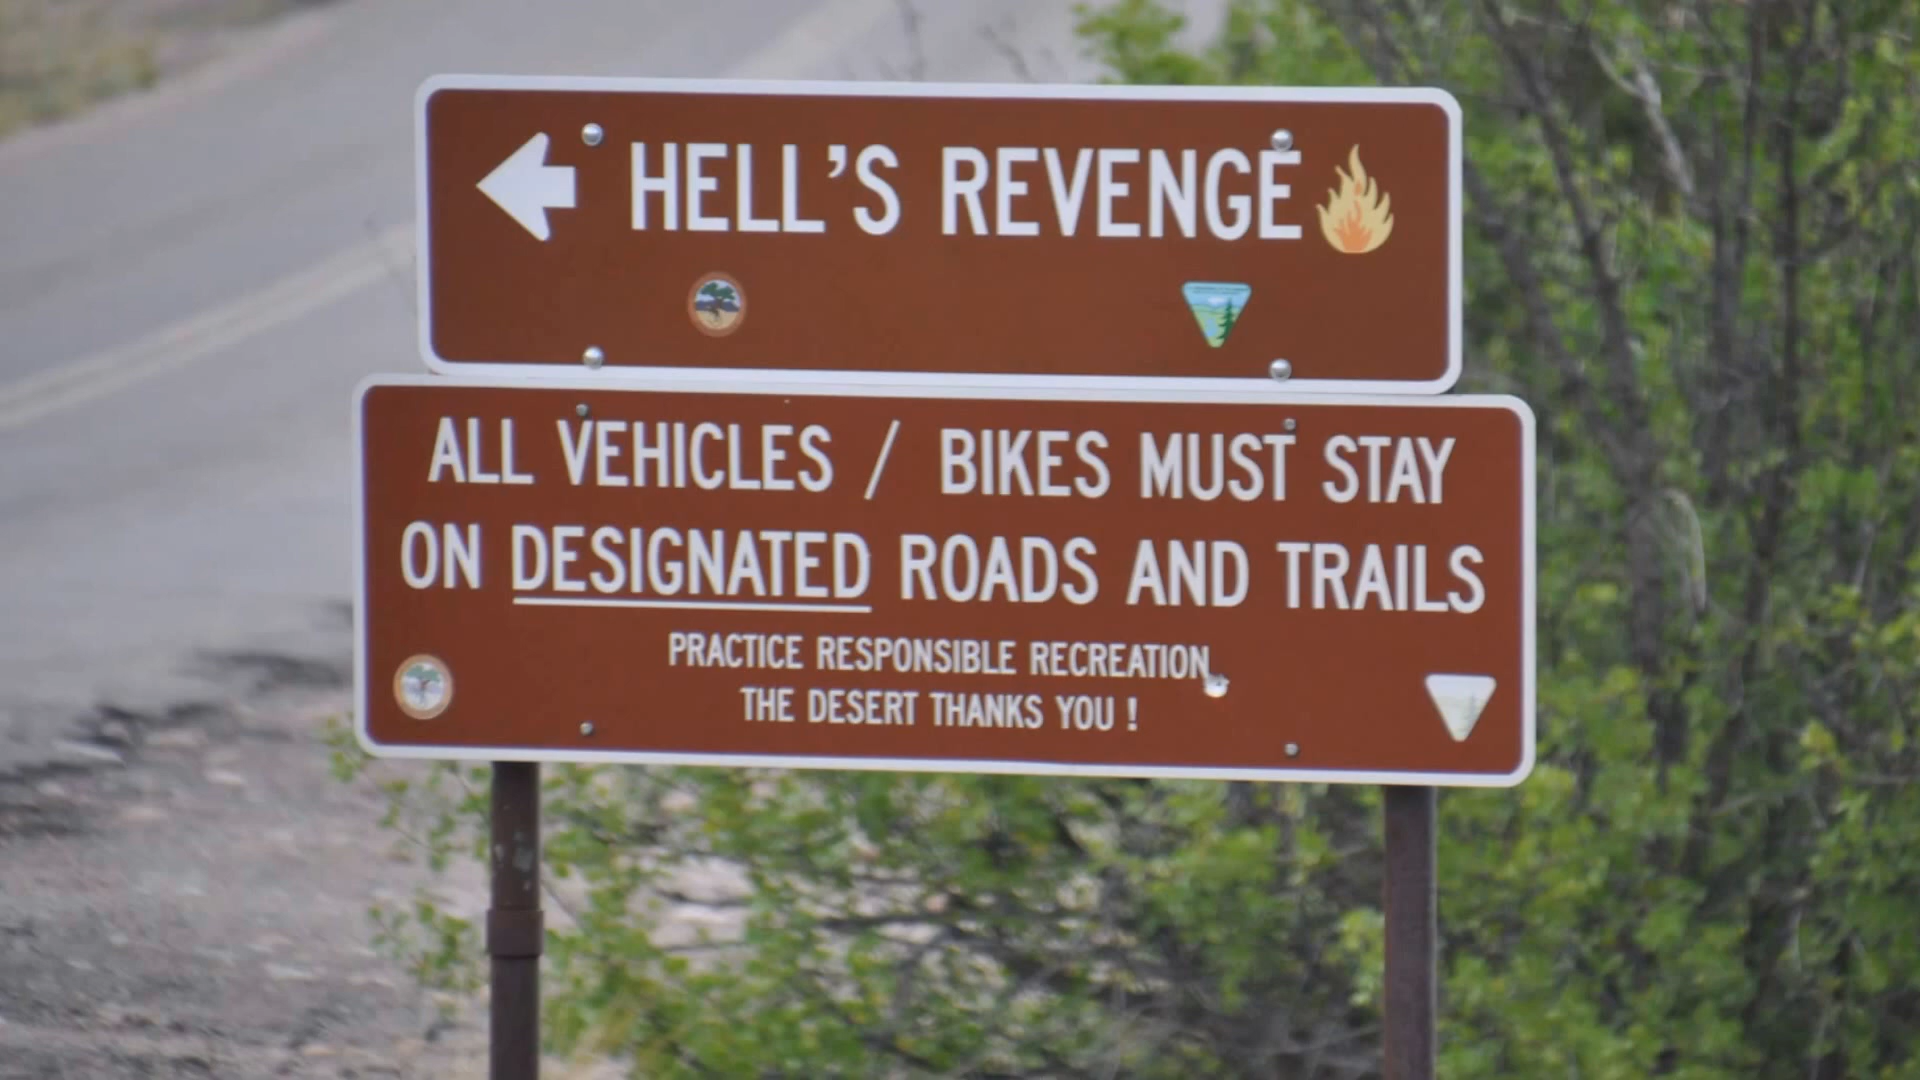 HELL'S REVENGE
ALL VEHICLES / BIKES MUST STAY
ON DESIGNATED ROADS AND TRAILS
PRACTICE RESPONSIBLE RECREATION
THE DESERT THANKS YOU !